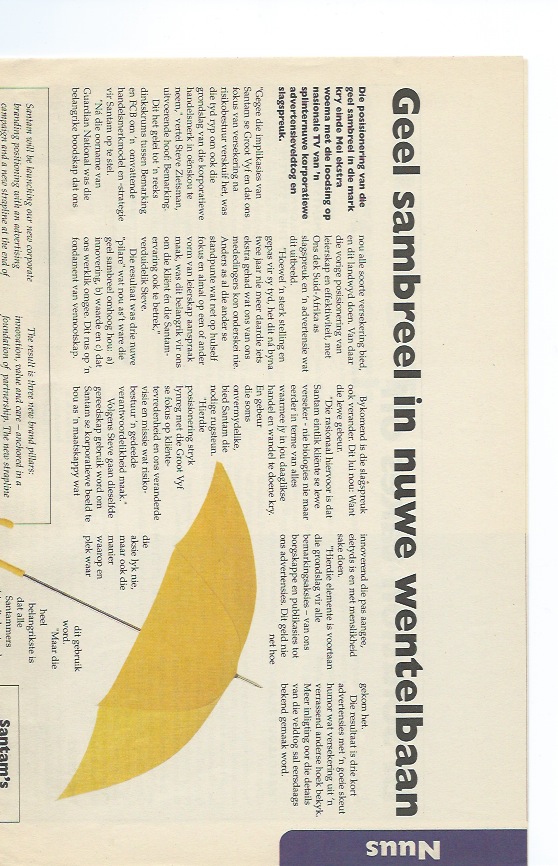 Nuus
Geel sambreel in nuwe wentelbaan
Die posisionering van die
geel sambreel in die mark
kry einde Mei ekstra
woema met die loodsing op
nasionale TV van 'n
splinternuwe korporatiewe
advertensieveldtog en
slagspreuk.
"Gegee die implikasies van
Santam se Groot Vyf en dat ons
fokus van versekering na
risikobestuur verskuif het, was
die tyd ryp om ook die
grondslag van die korporatiewe
handelsmerk in oënskou te
neem," vertel Steve Zietsman,
uitvoerende hoof: Bemarking.
Dit het gelei tot 'n reeks
dinkskrums tussen Bemarking
en FCB om 'n omvattende
handelsmerkmodel en -strategie
vir Santam op te stel.
"Ná die oorname van
Guardian National was die
belangrike boodskap dat ons
nou alle soorte versekering bied,
en dit landwyd doen. Van daar
die vorige posisionering van
leierskap en effektiwiteit, met
Ons dek Suid-Afrika as
slagspreuk en 'n advertensie wat
dit uitbeeld.
"Hoewel 'n sterk stelling en
gepas vir sy tyd, het dit ná byna
twee jaar nie meer daardie iets
ekstra gehad wat ons van ons
mededingers kon onderskei nie.
Anders as al die ander se
standpunte wat net op hulself
fokus en almal op een of ander
vorm van leierskap aanspraak
maak, was dit belangrik vir ons
om die kliënt én die Santam-
ervaring ook te betrek,"
verduidelik Steve.
Die resultaat was drie nuwe
"pilare" wat nou as't ware die
geel sambreel omhoog hou: a)
innovering, b) waarde en c) dat
ons werklik omgee. Dit rus op 'n
fondament van vennootskap.
Bykomend is die slagspreuk
ook verander. Dit lui nou: Want
die lewe gebeur.
"Die rasionaal hiervoor is dat
Santam eintlik kliënte se lewe
verseker - nie biologies nie maar
eerder in terme van alles
waarmee jy in jou daaglikse
handel en wandel te doene kry.
En gebeur
die soms
onvermydelike,
bied Santam die
nodige rugsteun.
"Hierdie
posisionering stryk
lynreg met die Groot Vyf
se fokus op kliënte-
tevredenheid en ons veranderde
visie en missie wat risiko-
bestuur 'n gedeelde
verantwoordelikheid maak."
Volgens Steve gaan dieselfde
gereedskap gebruik word om
Santam se korporatiewe beeld te
bou as 'n maatskappy wat
innoverend die pas aangee,
eietyds is en met menslikheid
sake doen.
"Hierdie elemente is voortaan
die grondslag vir alle
bemarkingsaksies – van ons
borgskappe en publikasies tot
ons advertensies. Dit geld nie
net hoe
die
aksie lyk nie,
maar ook die
manier
waarop en
plek waar
dit gebruik
word.
"Maar die
heel
belangrikste is
dat alle
Santammers
gekom het.
Die resultaat is drie kort
advertensies met 'n goeie skeut
humor wat versekering uit 'n
verrassend anderse hoek bekyk.
Meer inligting oor die details
van die veldtog sal eersdaags
bekend gemaak word.
Santam will be launching our new corporate
branding positioning with an advertising
campaign and a new strapline at the end of
The result is three new brand pillars:
innovation, value and care – anchored in a
foundation of partnership. The new strapline
Santam's